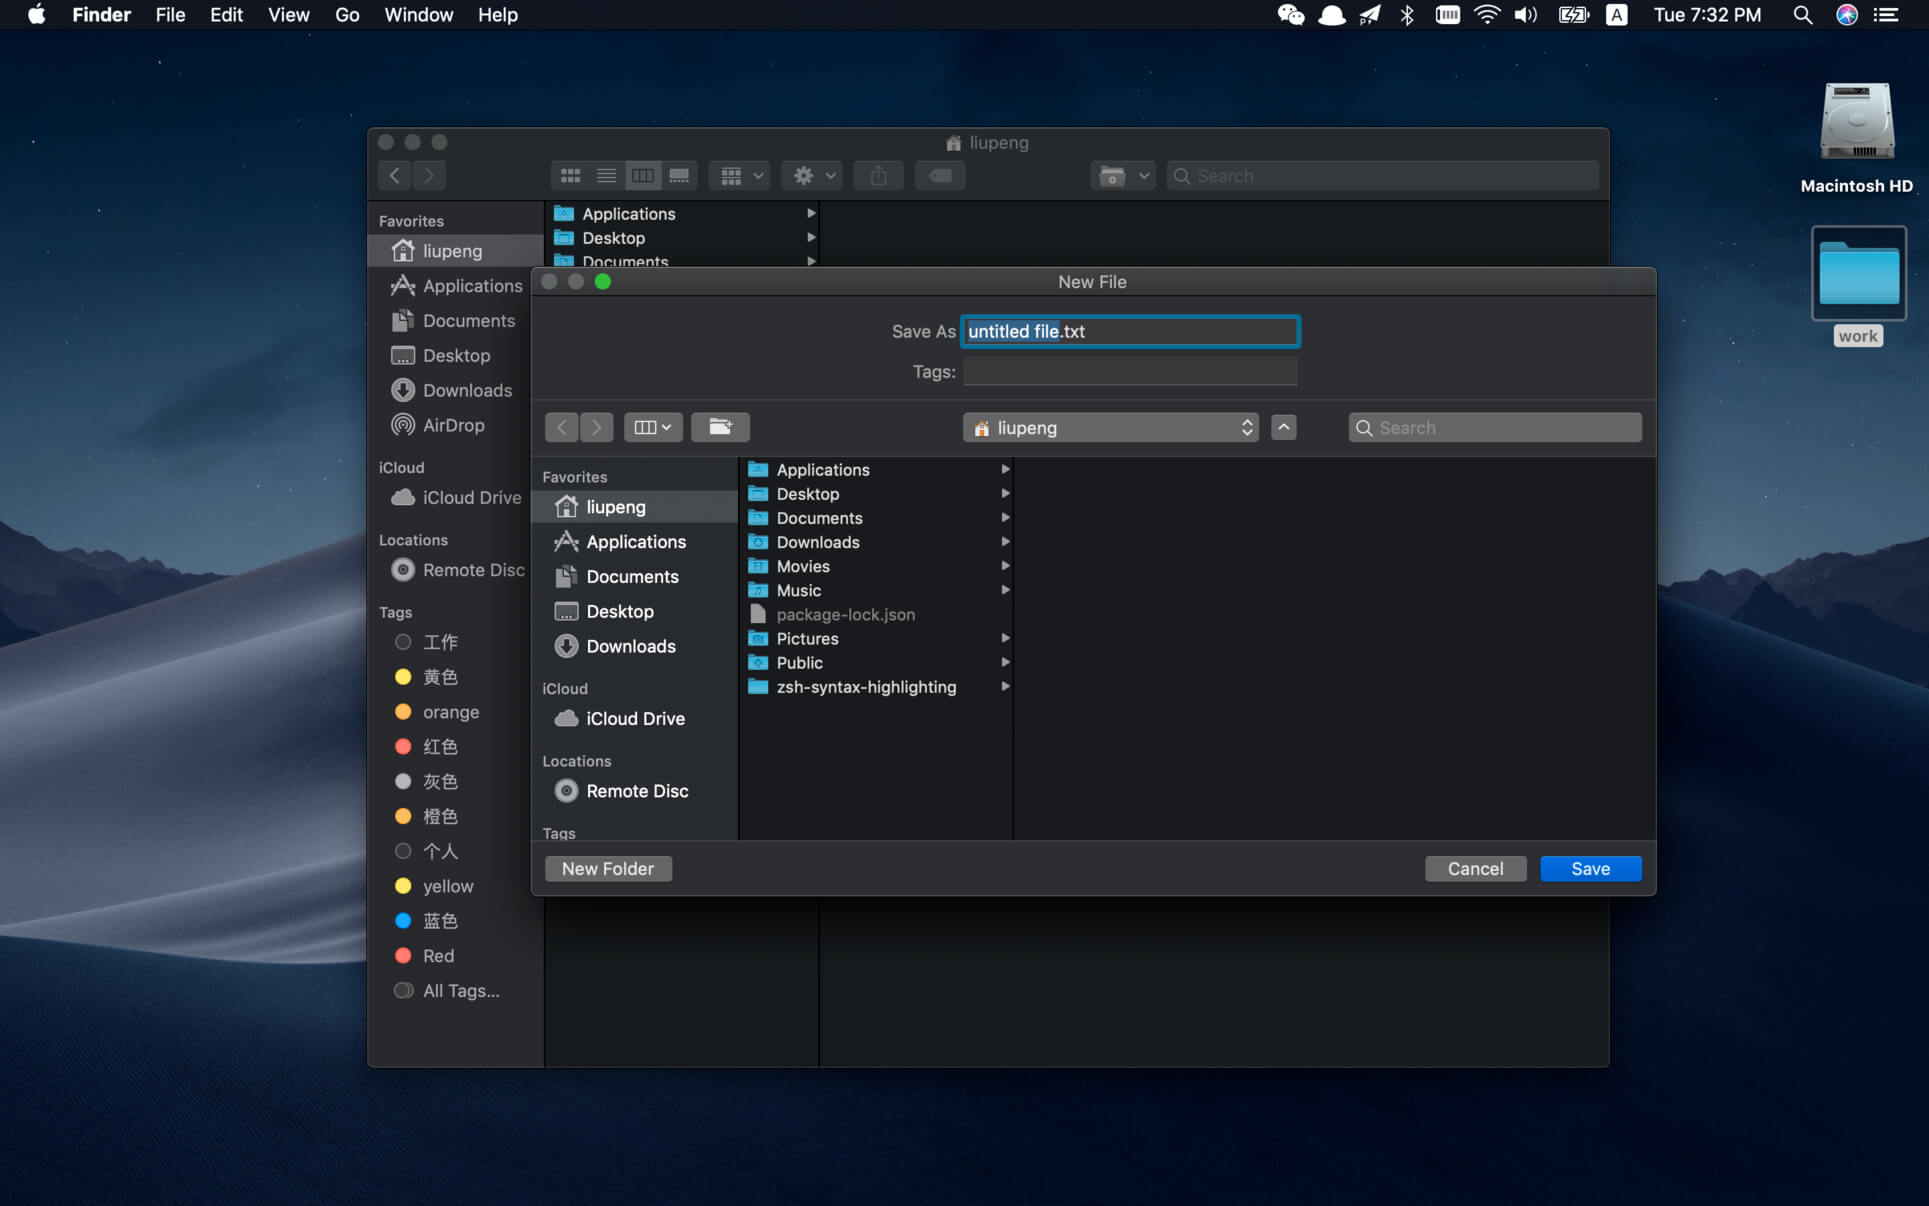 Finder File Edit View Go Window Help
A Tue 7:32 PM
Macintosh HD
work
liupeng
Search
Favorites
liupeng
Applications
Documents
Desktop
Downloads
AirDrop
iCloud
iCloud Drive
Locations
Remote Disc
Tags
工作
黄色
orange
红色
灰色
橙色
个人
yellow
蓝色
Red
All Tags...
Applications
Desktop
Documents
New File
Save As untitled file.txt
Tags:
liupeng
Search
Favorites
liupeng
Applications
Documents
Desktop
Downloads
iCloud
iCloud Drive
Locations
Remote Disc
Tags
Applications
Desktop
Documents
Downloads
Movies
Music
package-lock.json
Pictures
Public
zsh-syntax-highlighting
New Folder
Cancel
Save